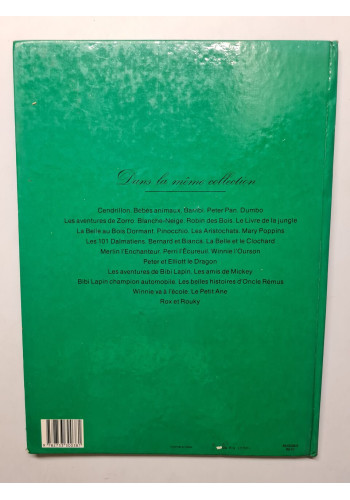 Dans la même collection
Cendrillon. Bébés animaux. Bambi. Peter Pan. Dumbo
Les aventures de Zorro. Blanche-Neige. Robin des Bois. Le Livre de la jungle
La Belle au Bois Dormant. Pinocchio. Les Aristochats. Mary Poppins
Les 101 Dalmatiens. Bernard et Bianca. La Belle et le Clochard
Merlin l'Enchanteur. Perri l'Écureuil. Winnie l'Ourson
Peter et Elliott le Dragon
Les aventures de Bibi Lapin. Les amis de Mickey
Bibi Lapin champion automobile. Les belles histoires d'Oncle Rémus
Winnie va à l'école. Le Petit Ane
Rox et Rouky